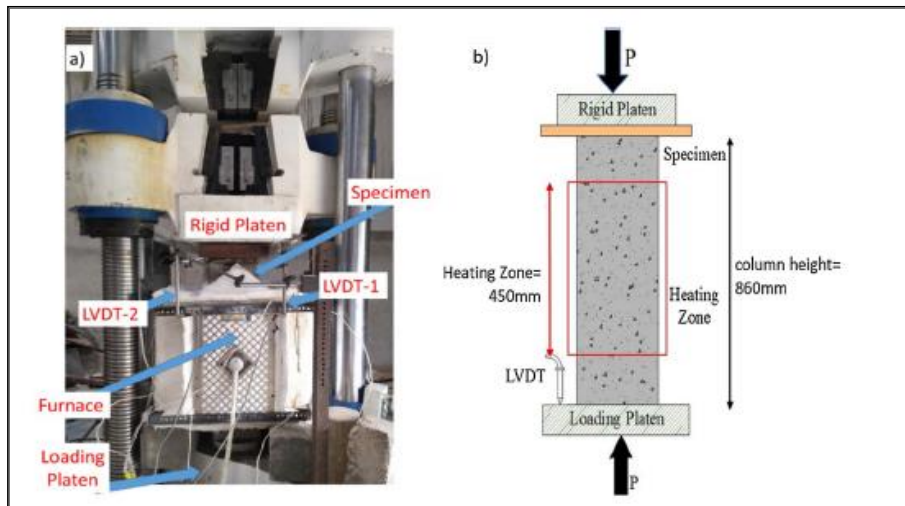 a)
Specimen
Rigid Platen
LVDT-1
LVDT-2
Furnace
Loading
Platen
b)
P
Rigid Platen
Specimen
Heating Zone=
450mm
column height=
860mm
Heating
Zone
LVDT
Loading Platen
P